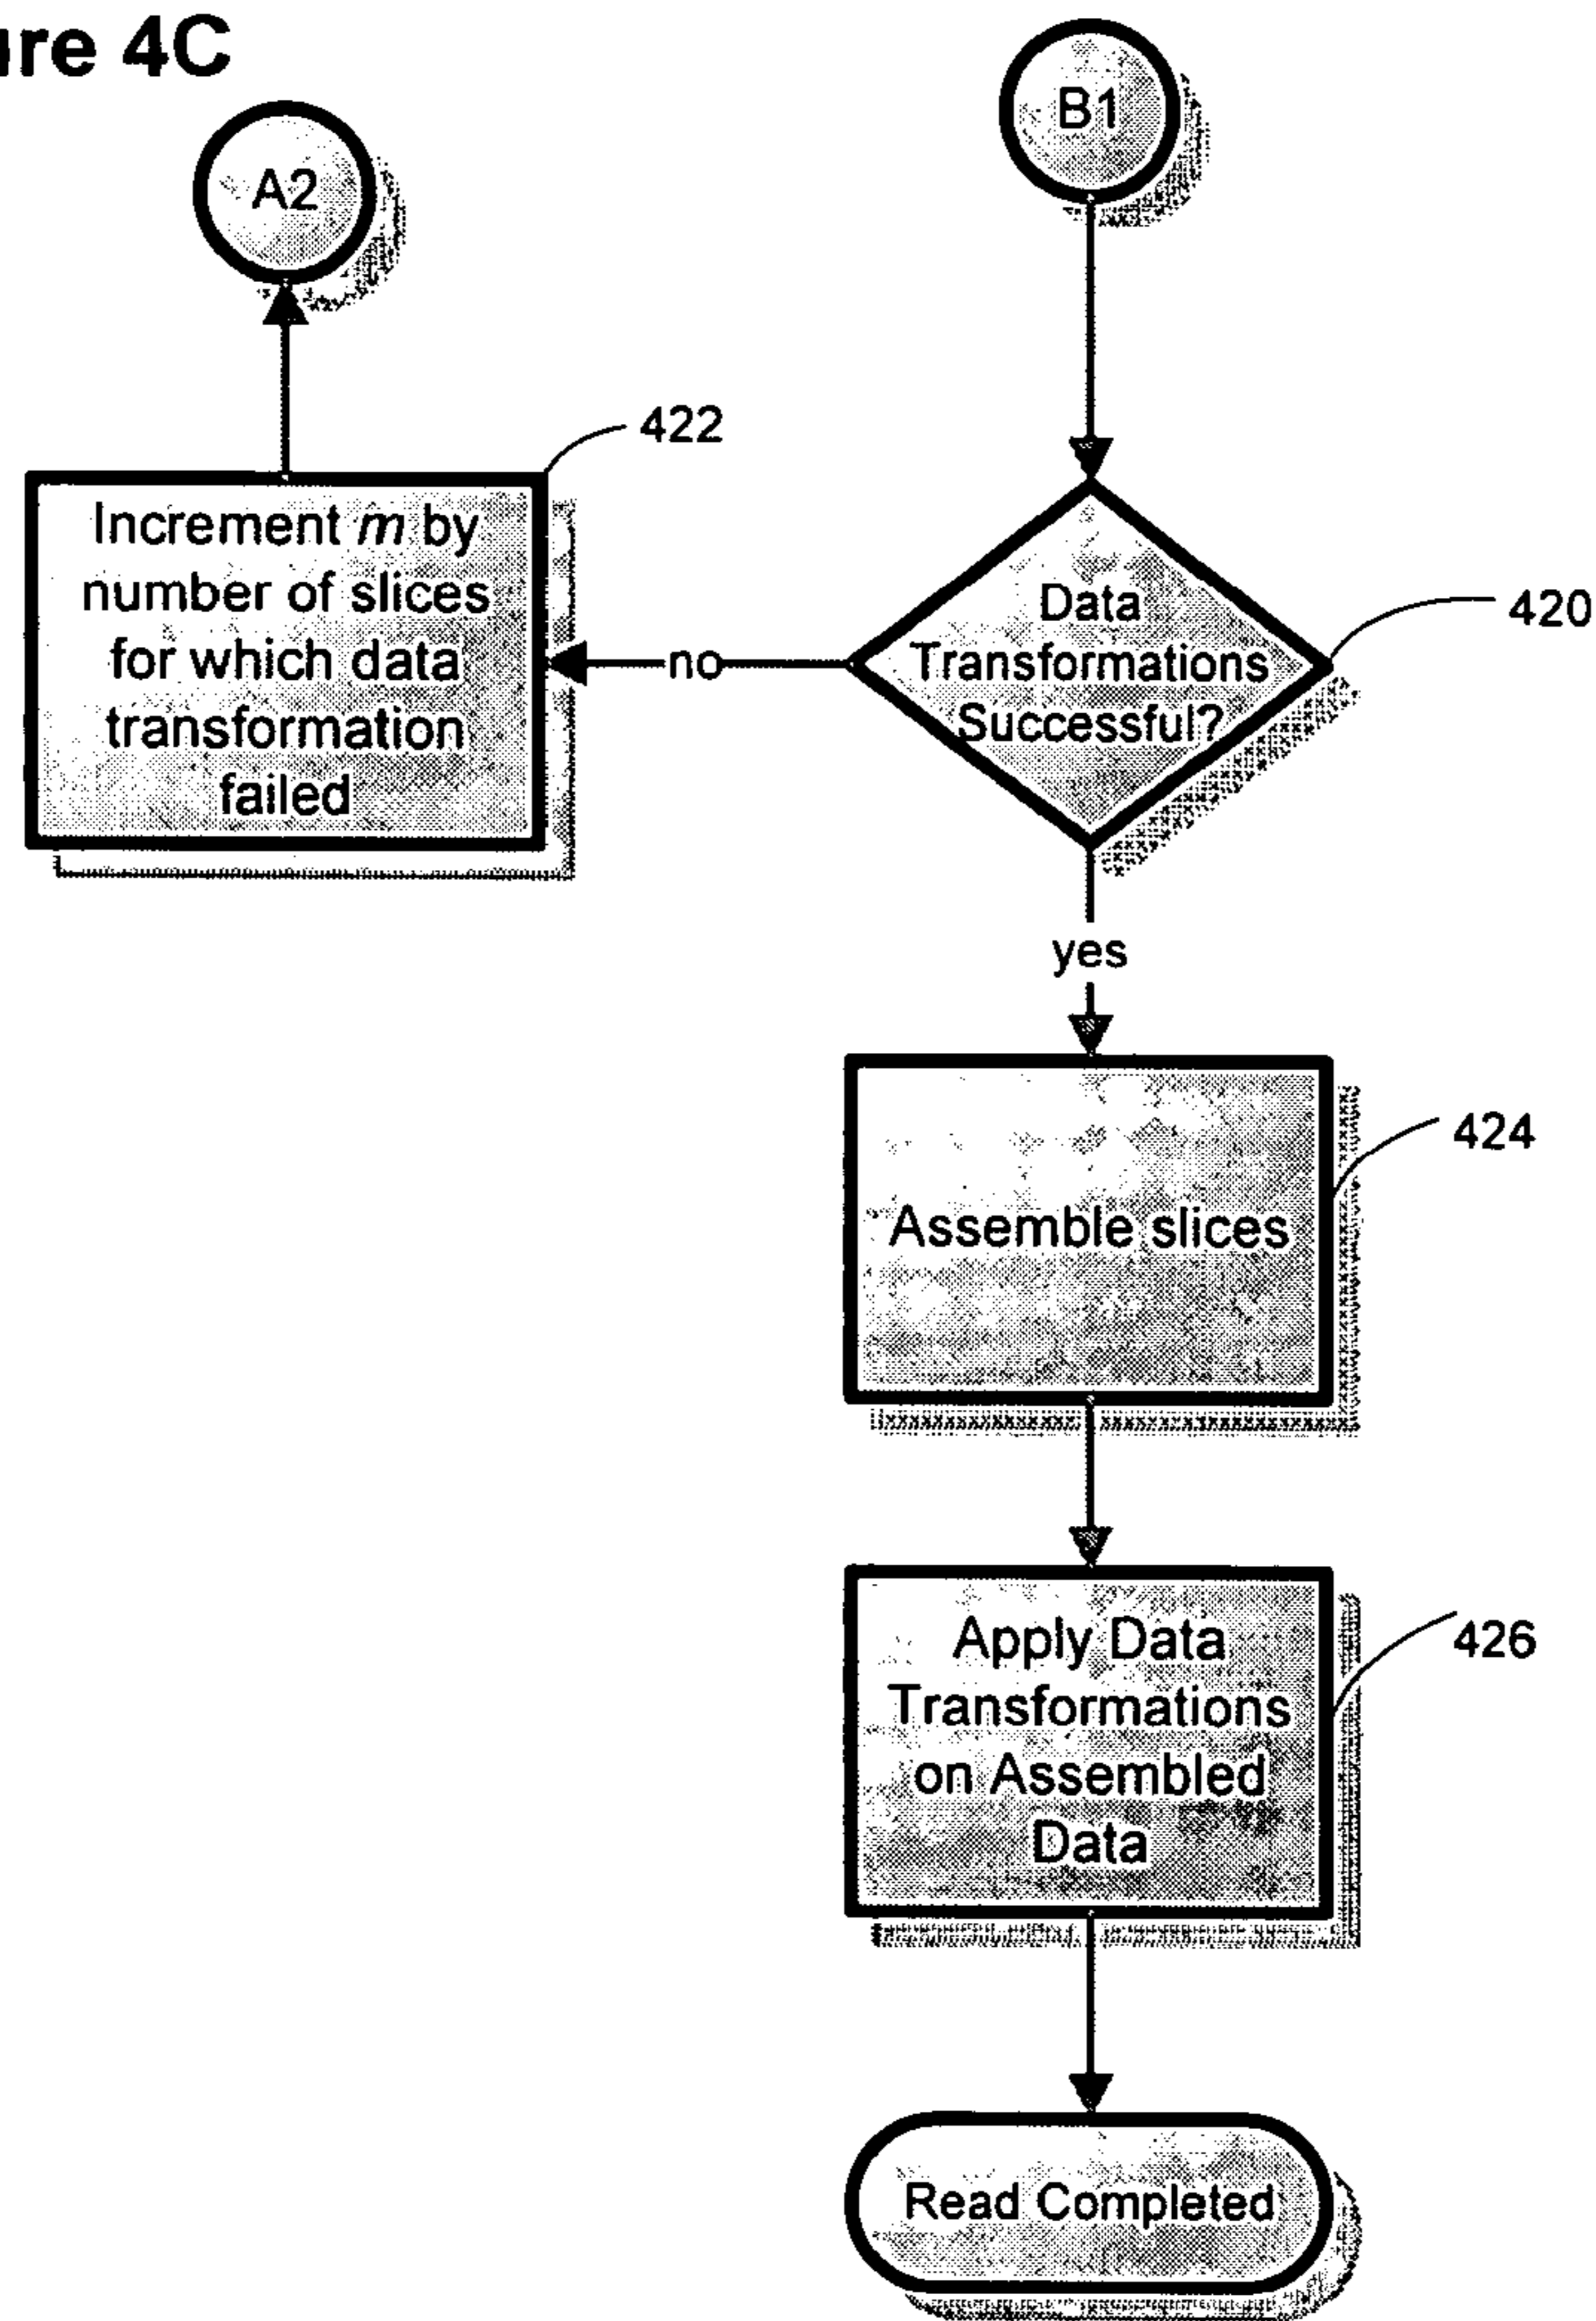 ure 4C
B1
A2
422
Increment m by
number of slices
for which data
transformation
failed
no
Data
Transformations
Successful?
420
yes
Assemble slices
424
Apply Data
Transformations
on Assembled
Data
426
Read Completed